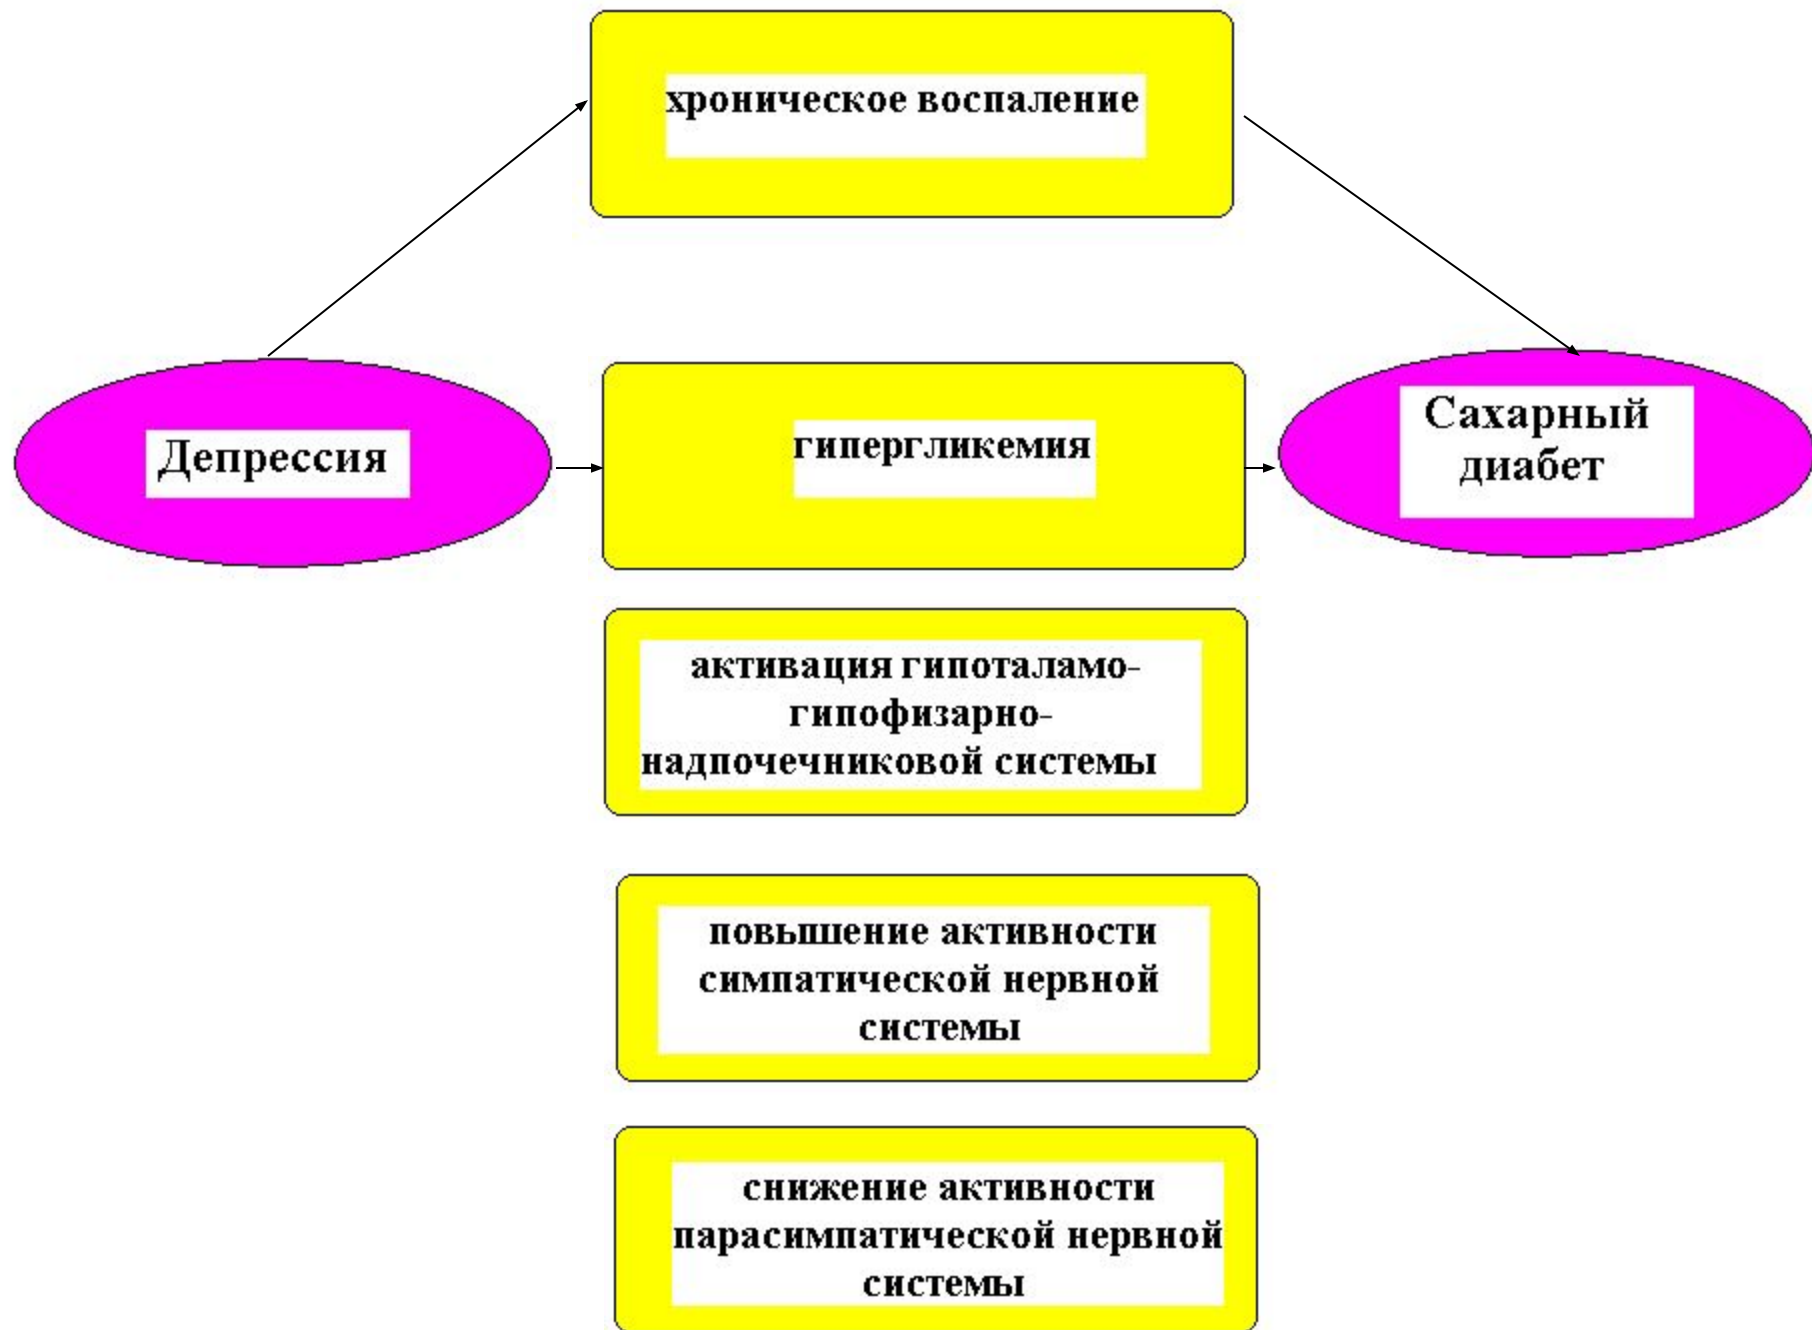 хроническое воспаление
Депрессия
гипергликемия
Сахарный
диабет
активация гипоталамо-
гипофизарно-
надпочечниковой системы
повышение активности
симпатической нервной
системы
снижение активности
парасимпатической нервной
системы